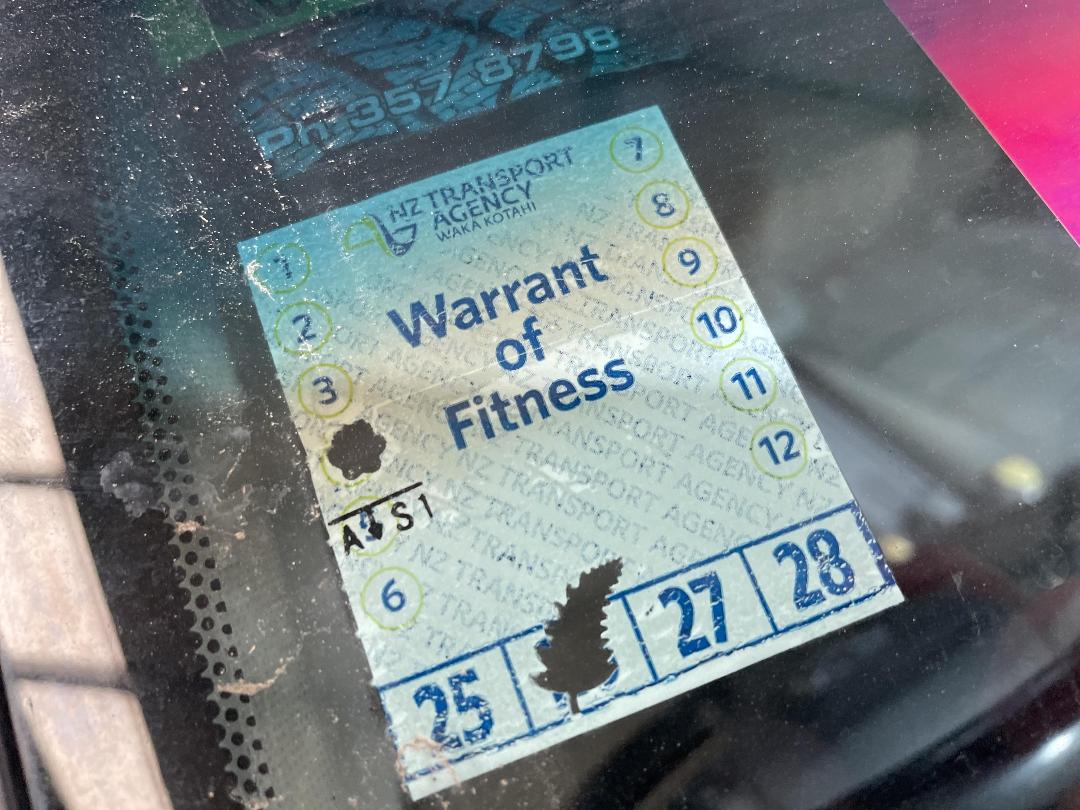 Ph 357 8798
NZ TRANSPORT
AGENCY
WAKA KOTAHI
Warrant
of
Fitness
1
2
3
6
7
8
9
10
11
12
25
27
28